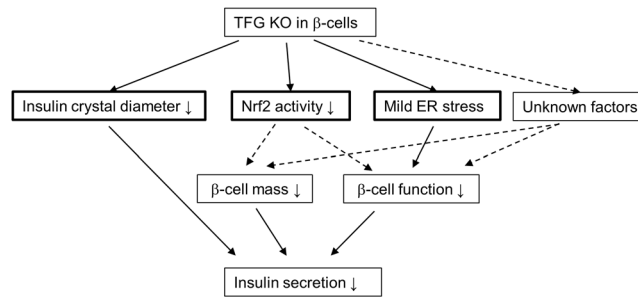 TFG KO in β-cells
Insulin crystal diameter ↓
Nrf2 activity ↓
Mild ER stress
Unknown factors
β-cell mass ↓
β-cell function ↓
Insulin secretion ↓